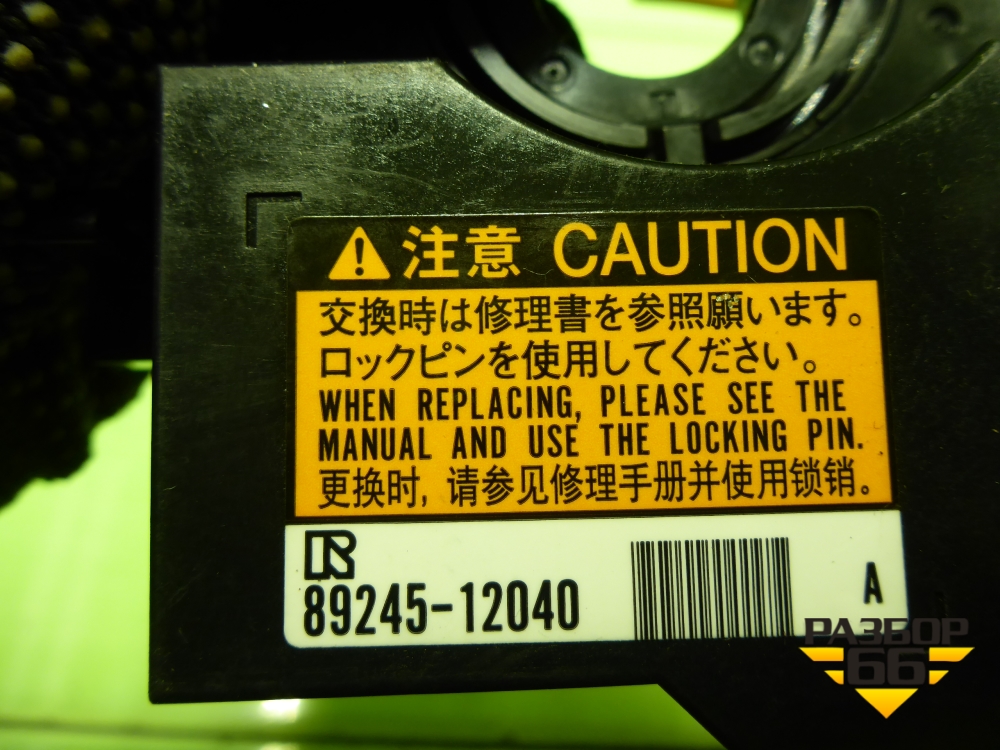 注意 CAUTION
交換時は修理書を参照願います。
ロックピンを使用してください。
WHEN REPLACING, PLEASE SEE THE
MANUAL AND USE THE LOCKING PIN.
更换时, 请参见修理手册并使用锁销。
R
89245-12040
A
РАЗБОР
66